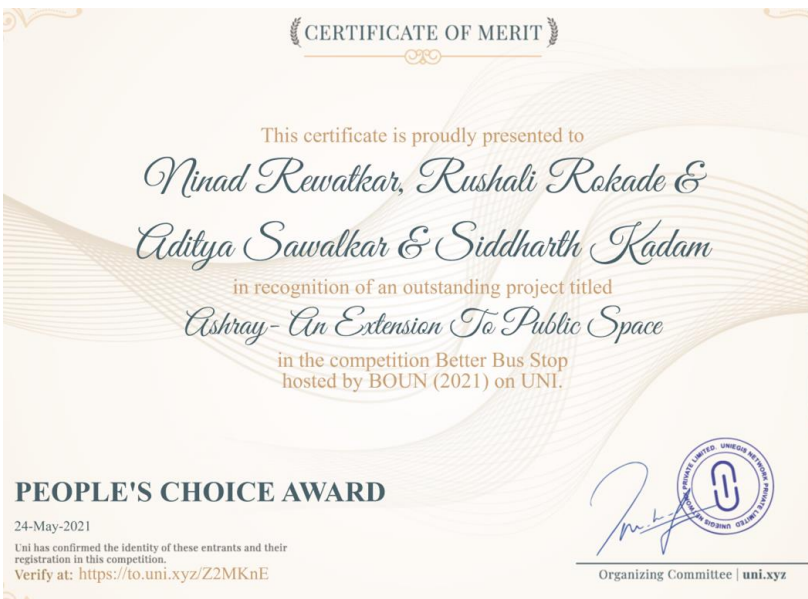 CERTIFICATE OF MERIT
This certificate is proudly presented to
Ninad Rewatkar, Rushali Rokade &
Aditya Sawalkar & Siddharth Kadam
in recognition of an outstanding project titled
Ashray- An Extension To Public Space
in the competition Better Bus Stop
hosted by BOUN (2021) on UNI.
PEOPLE'S CHOICE AWARD
24-May-2021
Uni has confirmed the identity of these entrants and their
registration in this competition.
Verify at: https://to.uni.xyz/Z2MKnE
UNIEGIS NETWORK PRIVATE LIMITED. UNIEGIS NETWORK PRIVATE LIMITED
Organizing Committee | uni.xyz